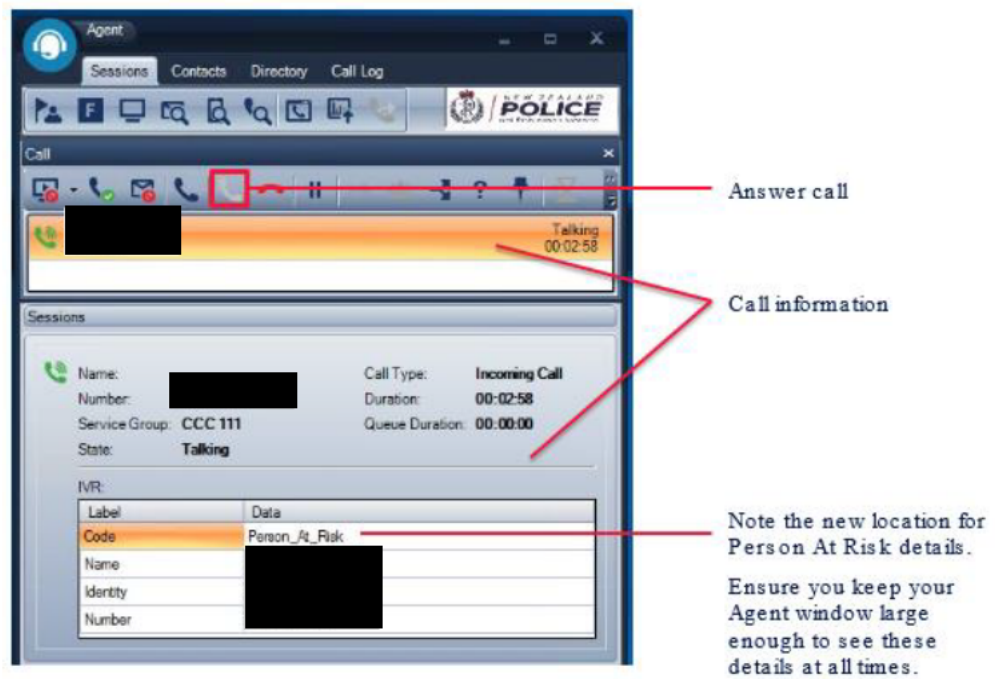 Agent
Sessions Contacts Directory Call Log
NEW ZEALAND
POLICE
Call
Answer call
Talking
00:02:58
Call information
Sessions
Name: Call Type: Incoming Call
Number: Duration: 00:02:58
Service Group: CCC 111 Queue Duration: 00:00:00
State: Talking
IVR:
Label Data
Code Person_At_Risk
Name
Identity
Number
Note the new location for
Person At Risk details.
Ensure you keep your
Agent window large
enough to see these
details at all times.